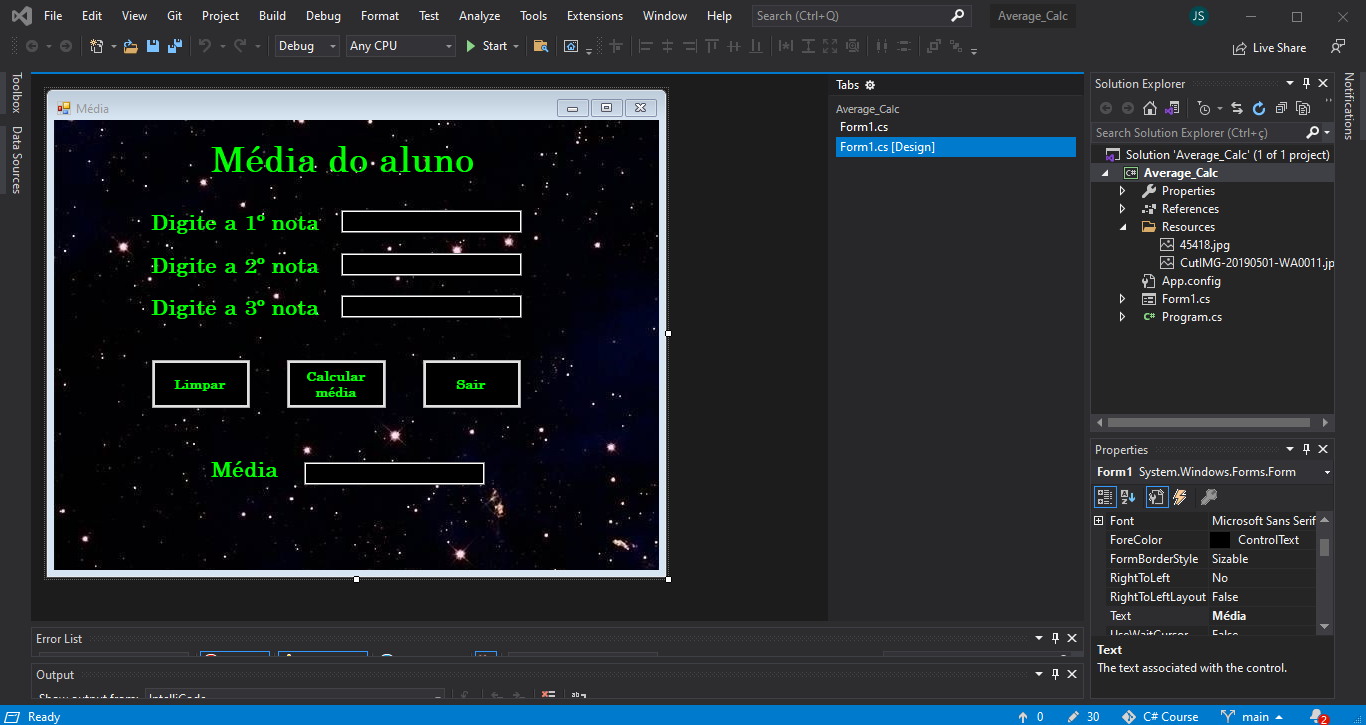 File Edit View Git Project Build Debug Format Test Analyze Tools Extensions Window Help Search (Ctrl+Q) Average_Calc JS
Debug Any CPU Start Live Share
Toolbox
Data Sources
Média
Média do aluno
Digite a 1º nota
Digite a 2º nota
Digite a 3º nota
Limpar
Calcular
média
Sair
Média
Tabs
Average_Calc
Form1.cs
Form1.cs [Design]
Solution Explorer
Search Solution Explorer (Ctrl+ç)
Solution 'Average_Calc' (1 of 1 project)
C# Average_Calc
Properties
References
Resources
45418.jpg
CutIMG-20190501-WA0011.jp
App.config
Form1.cs
C# Program.cs
Notifications
Properties
Form1 System.Windows.Forms.Form
Font Microsoft Sans Serif
ForeColor ControlText
FormBorderStyle Sizable
RightToLeft No
RightToLeftLayout False
Text Média
UseWaitCursor False
Text
The text associated with the control.
Error List
Output
Show output from: IntelliCode
Ready 0 30 C# Course main 2